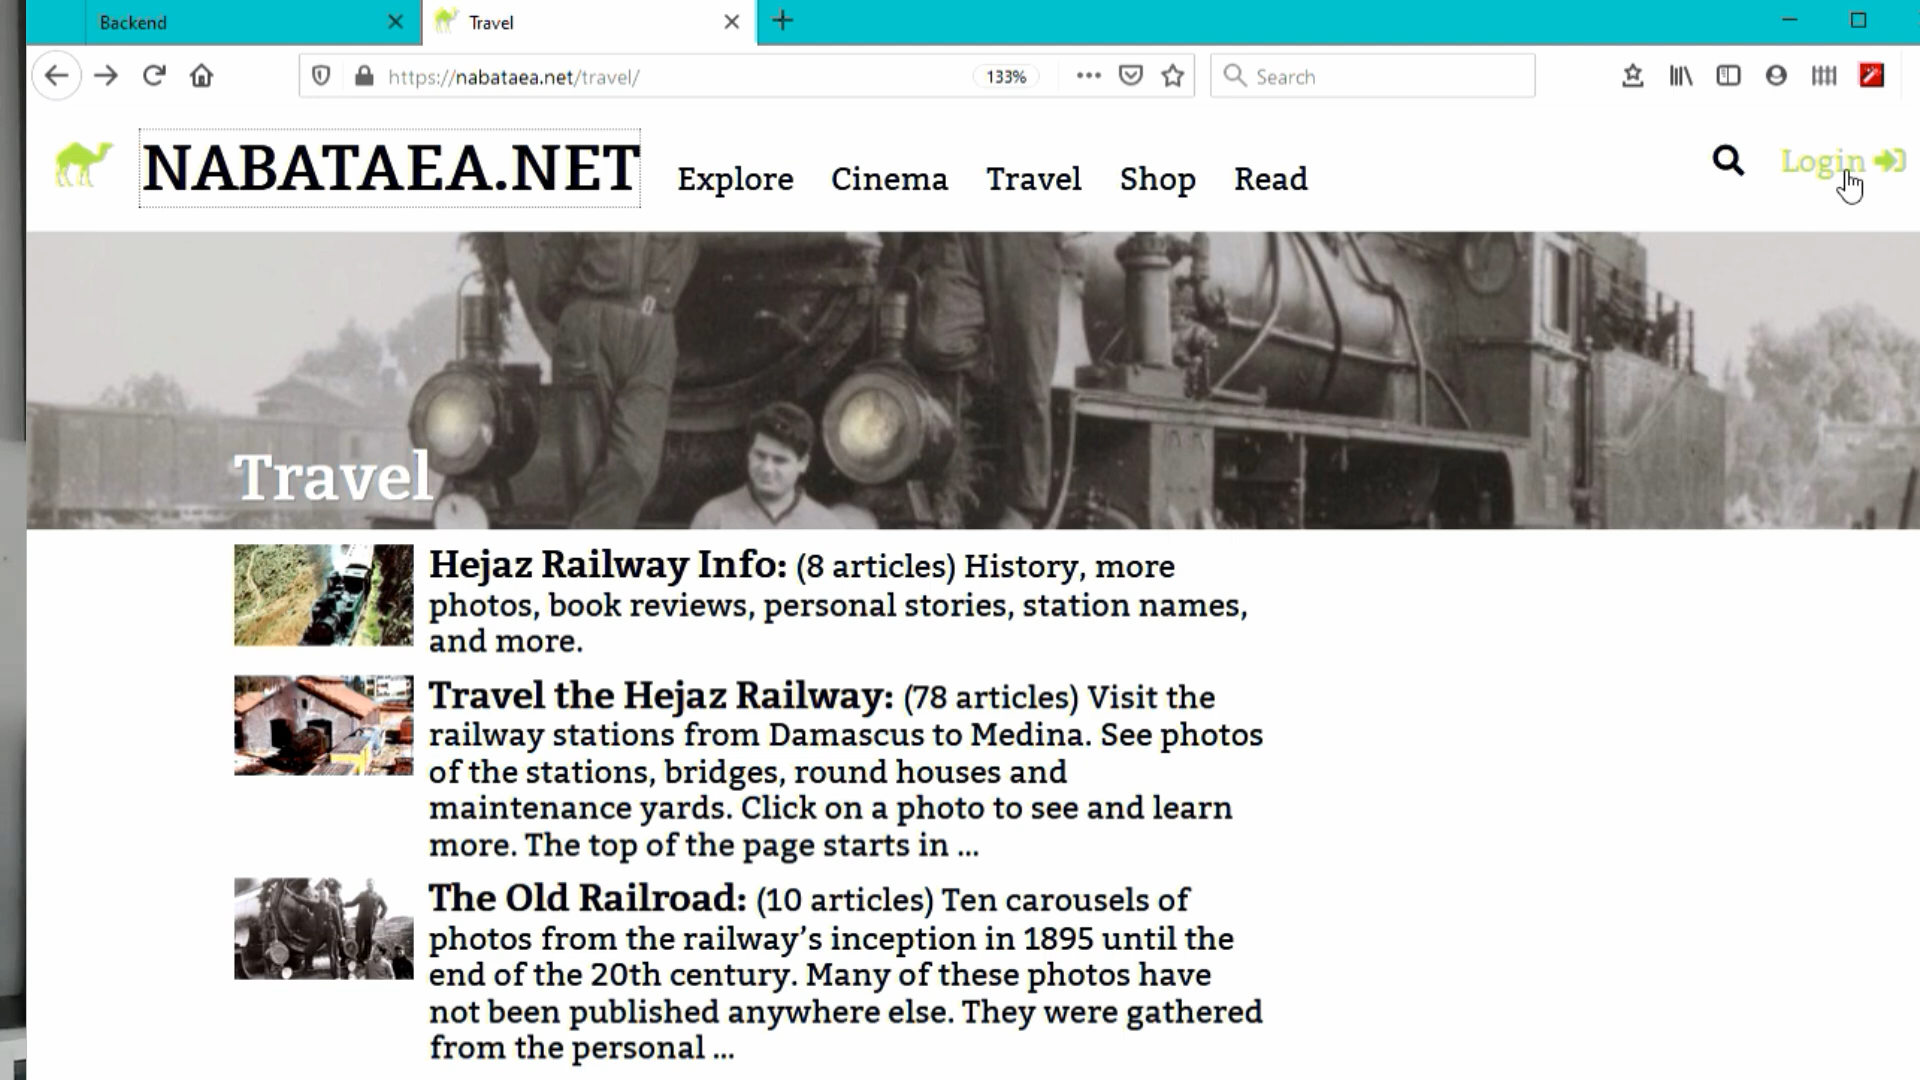 Backend
Travel
https://nabataea.net/travel/
133%
Search
NABATAEA.NET
Explore
Cinema
Travel
Shop
Read
Login
Travel
Hejaz Railway Info: (8 articles) History, more
photos, book reviews, personal stories, station names,
and more.
Travel the Hejaz Railway: (78 articles) Visit the
railway stations from Damascus to Medina. See photos
of the stations, bridges, round houses and
maintenance yards. Click on a photo to see and learn
more. The top of the page starts in ...
The Old Railroad: (10 articles) Ten carousels of
photos from the railway’s inception in 1895 until the
end of the 20th century. Many of these photos have
not been published anywhere else. They were gathered
from the personal ...